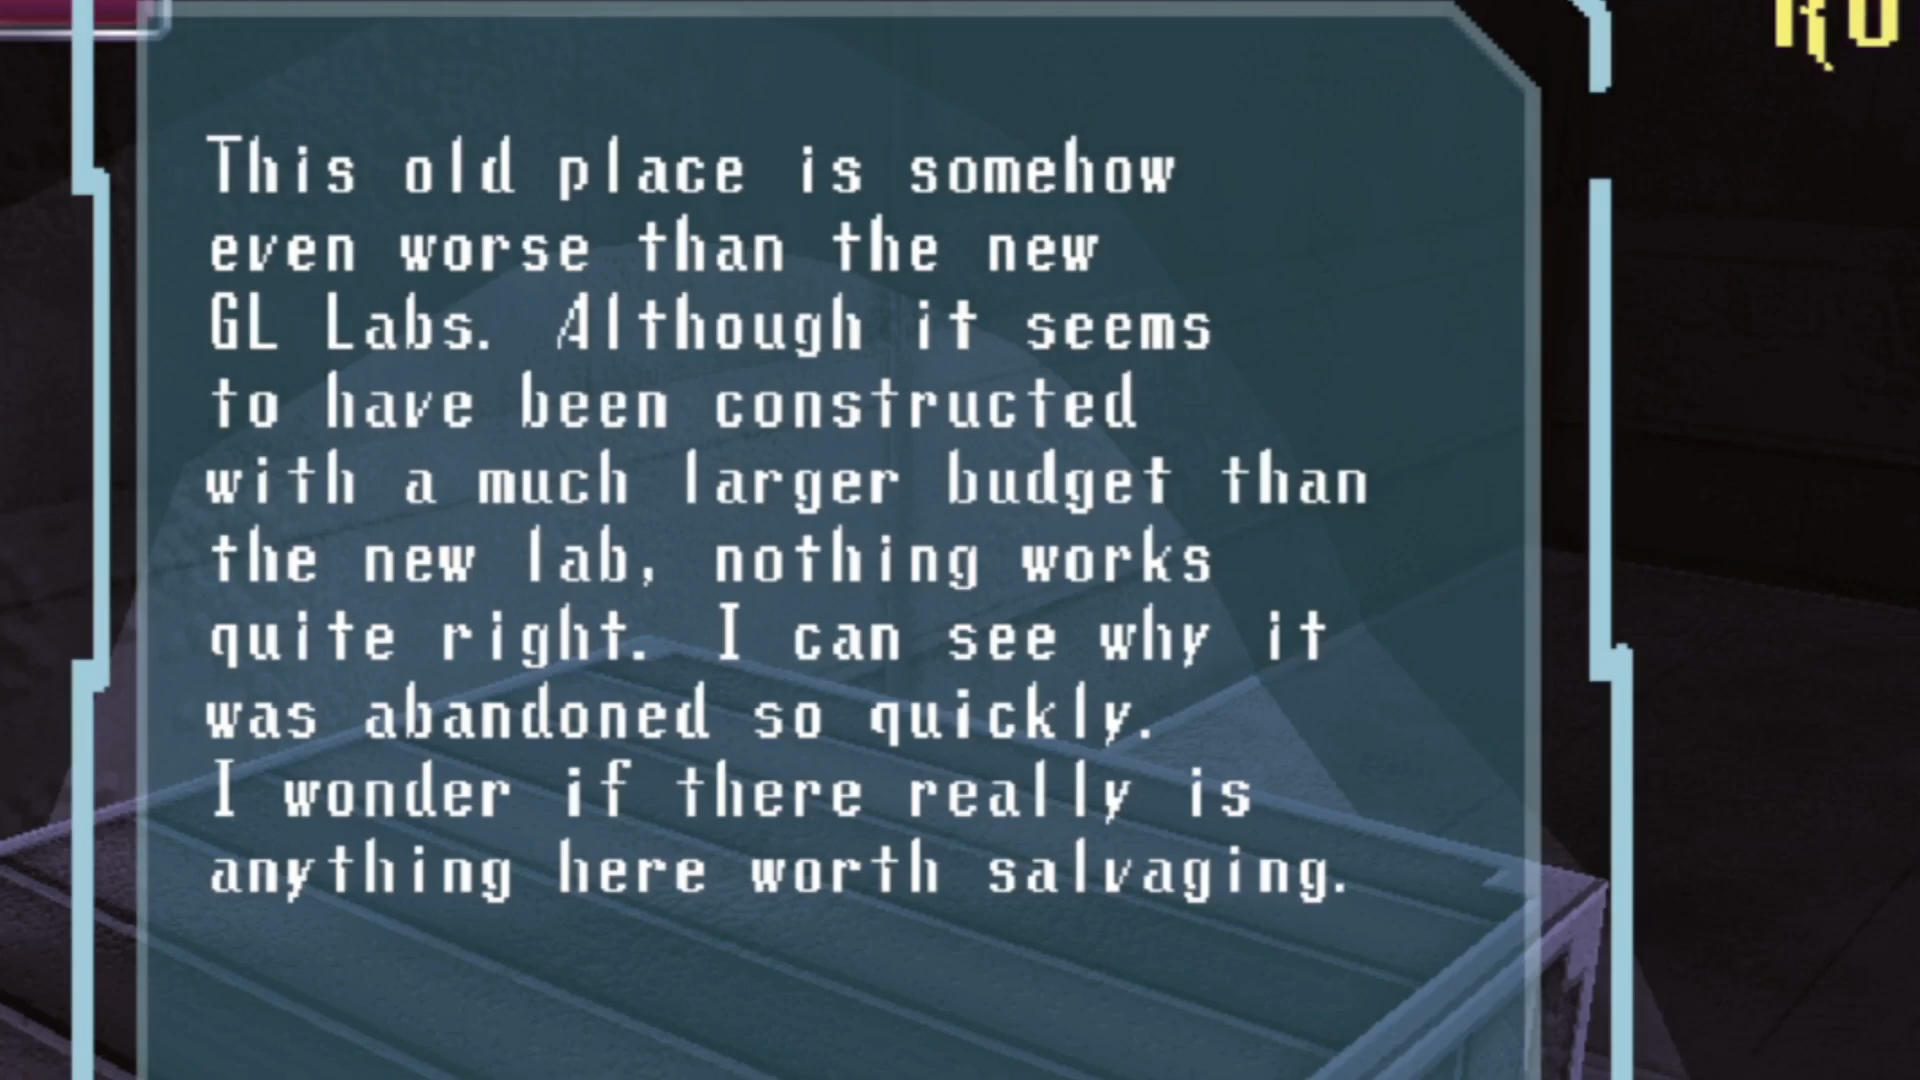 This old place is somehow
even worse than the new
GL Labs. Although it seems
to have been constructed
with a much larger budget than
the new lab, nothing works
quite right. I can see why it
was abandoned so quickly.
I wonder if there really is
anything here worth salvaging.